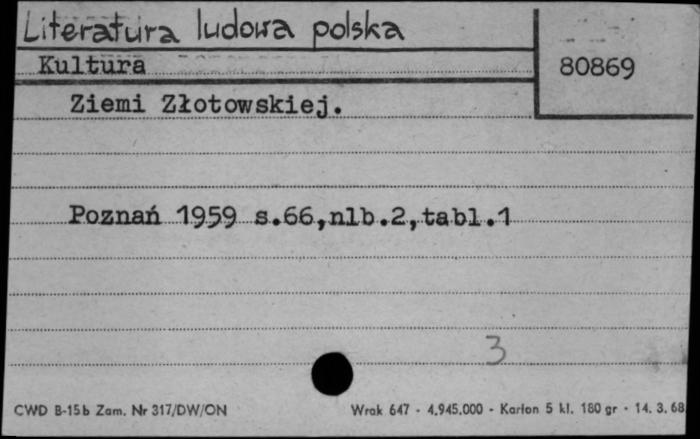 Literatura ludowa polska
Kultura
80869
Ziemi Złotowskiej.
Poznań 1959 s.66,nlb.2,tabl.1
3
CWD B-15b Zam. Nr 317/DW/ON
Wrak 647 - 4.945.000 - Karton 5 kl. 180 gr - 14. 3. 68